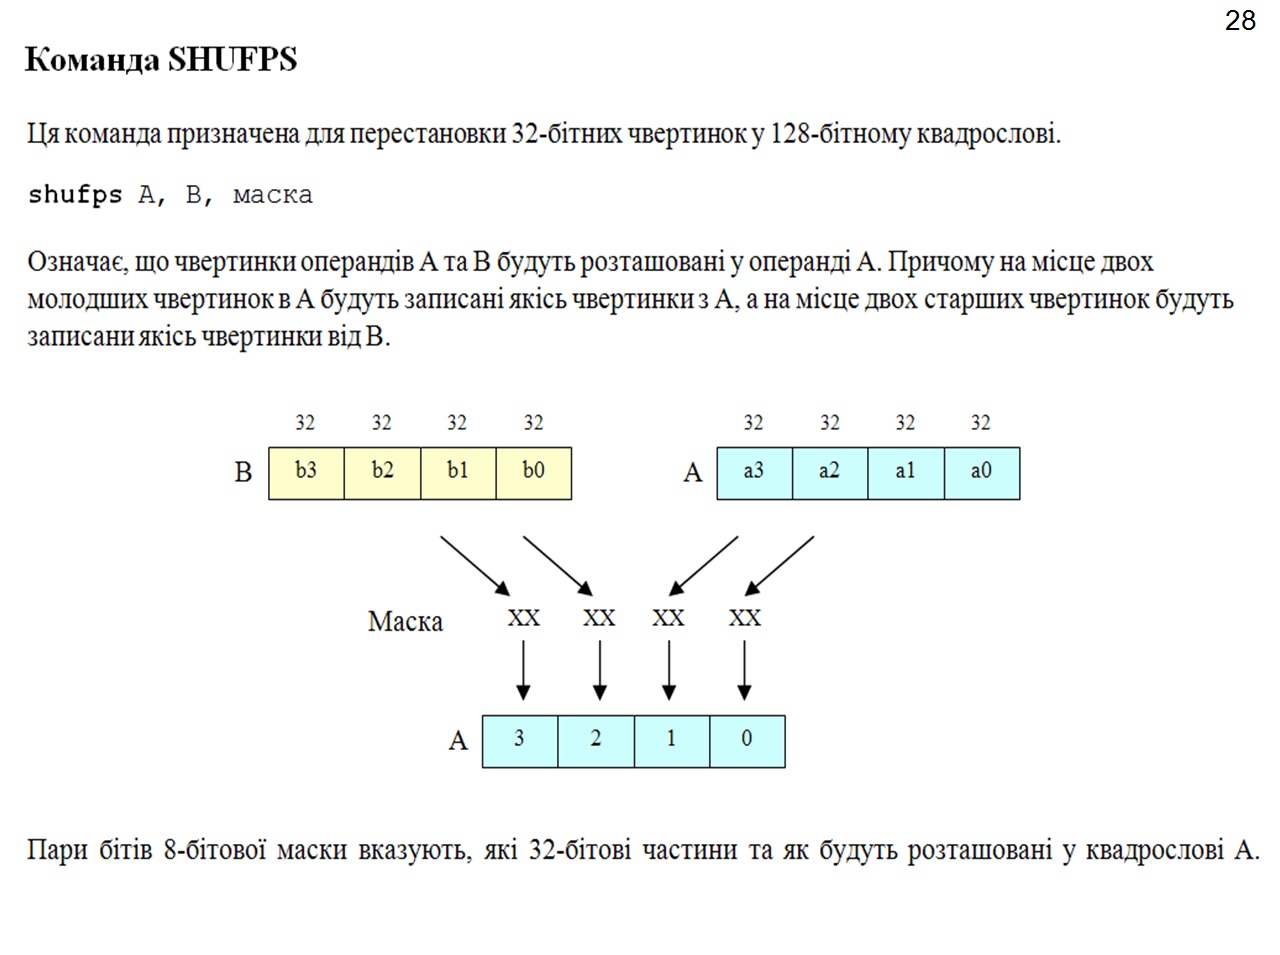 28
Команда SHUFPS
Ця команда призначена для перестановки 32-бітних чвертинок у 128-бітному квадрослові.
shufps A, B, маска
Означає, що чвертинки операндів A та B будуть розташовані у операнді A. Причому на місце двох
молодших чвертинок в A будуть записані якісь чвертинки з A, а на місце двох старших чвертинок будуть
записани якісь чвертинки від B.
32 32 32 32 32 32 32 32
B b3 b2 b1 b0 A a3 a2 a1 a0
Маска XX XX XX XX
A 3 2 1 0
Пари бітів 8-бітової маски вказують, які 32-бітові частини та як будуть розташовані у квадрослові A.